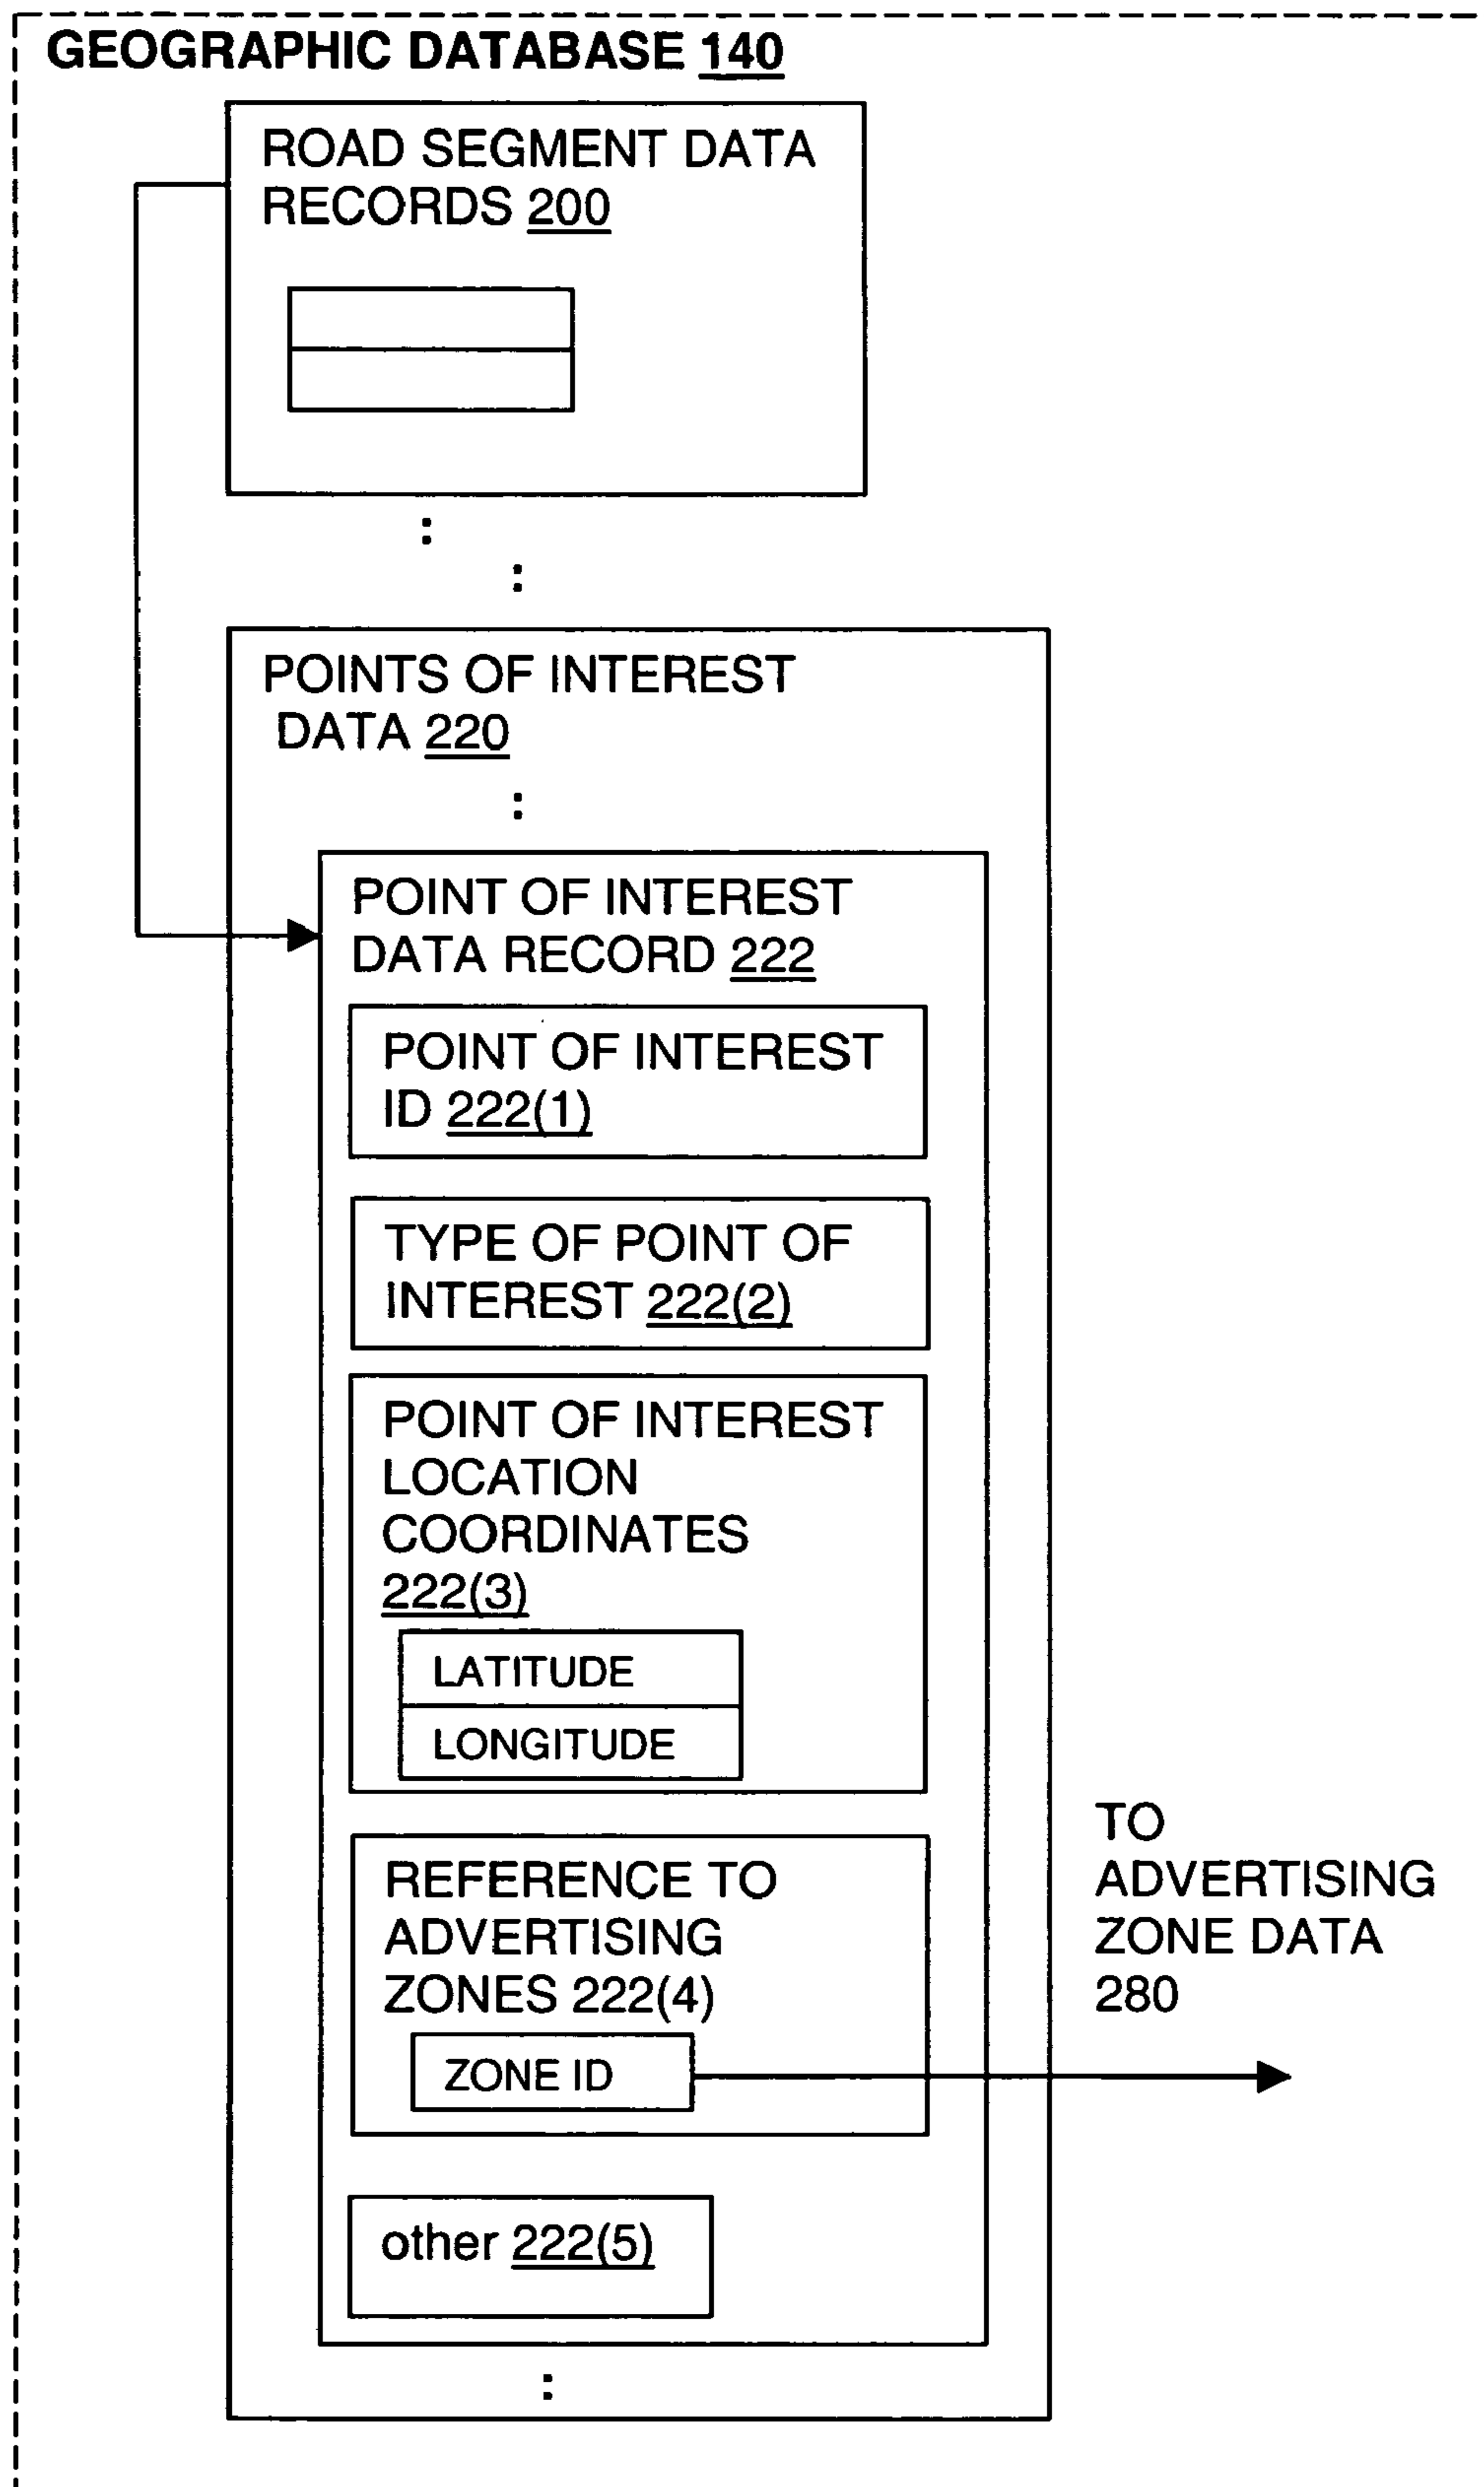 GEOGRAPHIC DATABASE 140
ROAD SEGMENT DATA
RECORDS 200
POINTS OF INTEREST
DATA 220
POINT OF INTEREST
DATA RECORD 222
POINT OF INTEREST
ID 222(1)
TYPE OF POINT OF
INTEREST 222(2)
POINT OF INTEREST
LOCATION
COORDINATES
222(3)
LATITUDE
LONGITUDE
REFERENCE TO
ADVERTISING
ZONES 222(4)
ZONE ID
TO
ADVERTISING
ZONE DATA
280
other 222(5)